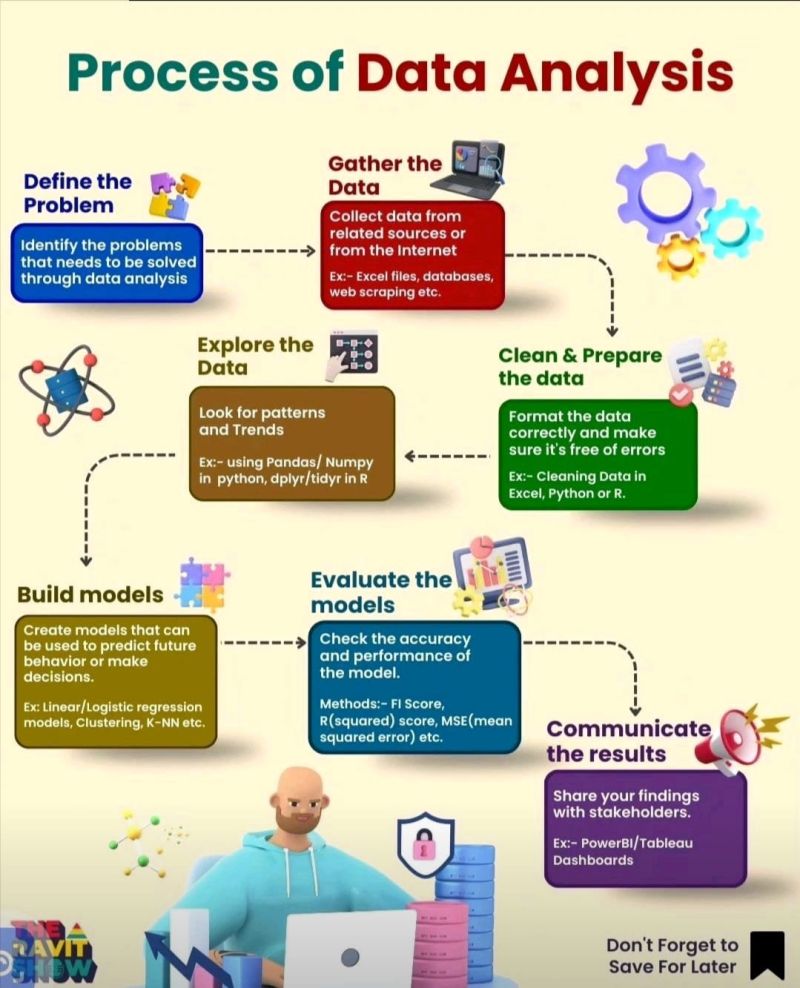 Process of Data Analysis
Define the
Problem
Identify the problems
that needs to be solved
through data analysis
Gather the
Data
Collect data from
related sources or
from the Internet
Ex:- Excel files, databases,
web scraping etc.
Clean & Prepare
the data
Format the data
correctly and make
sure it's free of errors
Ex:- Cleaning Data in
Excel, Python or R.
Explore the
Data
Look for patterns
and Trends
Ex:- using Pandas/ Numpy
in python, dplyr/tidyr in R
Build models
Create models that can
be used to predict future
behavior or make
decisions.
Ex: Linear/Logistic regression
models, Clustering, K-NN etc.
Evaluate the
models
Check the accuracy
and performance of
the model.
Methods:- FI Score,
R(squared) score, MSE(mean
squared error) etc.
Communicate
the results
Share your findings
with stakeholders.
Ex:- PowerBI/Tableau
Dashboards
THE
RAVIT
SHOW
Don't Forget to
Save For Later